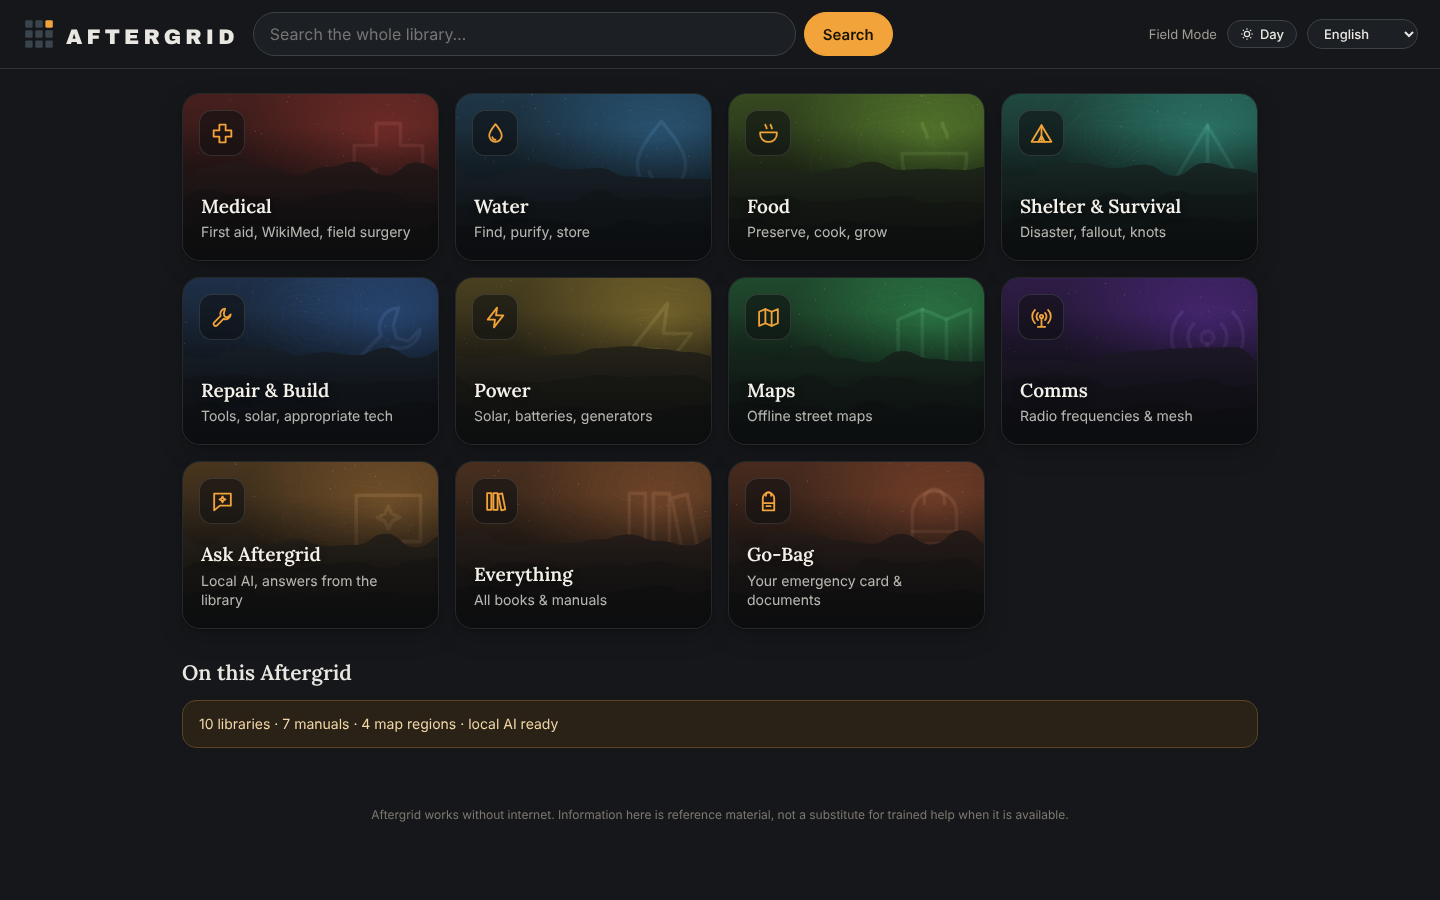 AFTERGRID
Search the whole library...
Search
Field Mode
Day
English
Medical
First aid, WikiMed, field surgery
Water
Find, purify, store
Food
Preserve, cook, grow
Shelter & Survival
Disaster, fallout, knots
Repair & Build
Tools, solar, appropriate tech
Power
Solar, batteries, generators
Maps
Offline street maps
Comms
Radio frequencies & mesh
Ask Aftergrid
Local AI, answers from the
library
Everything
All books & manuals
Go-Bag
Your emergency card &
documents
On this Aftergrid
10 libraries · 7 manuals · 4 map regions · local AI ready
Aftergrid works without internet. Information here is reference material, not a substitute for trained help when it is available.